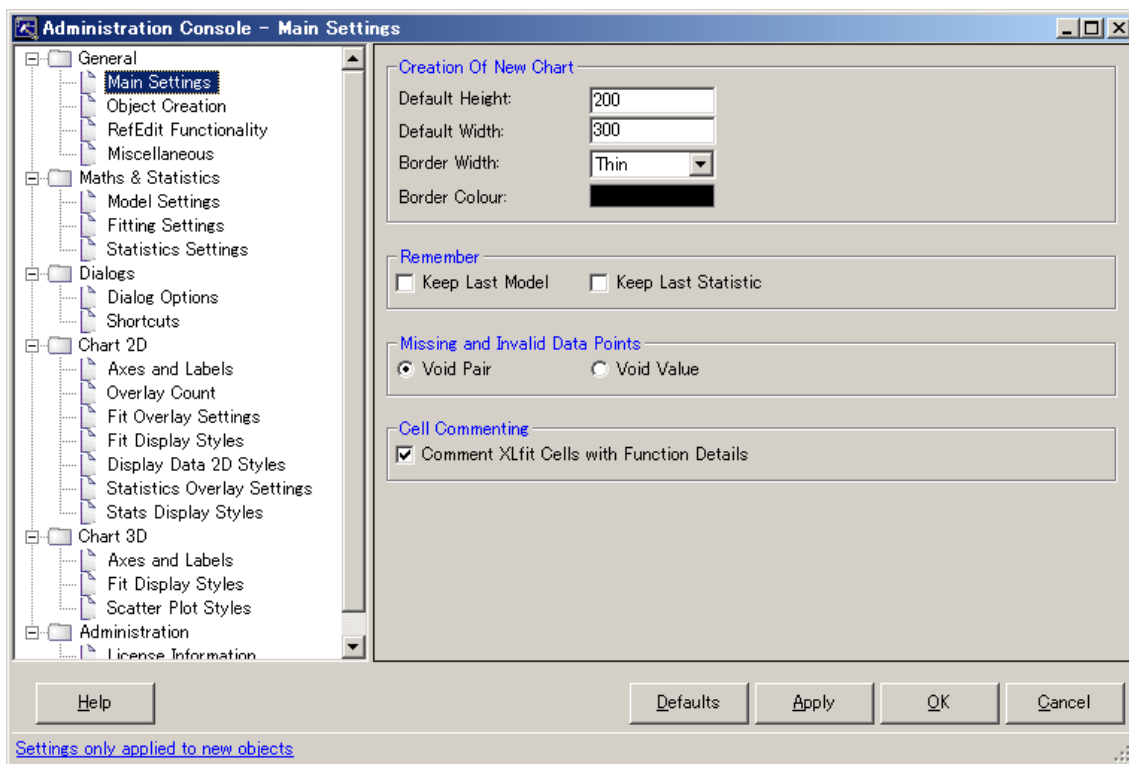 Administration Console - Main Settings
General
Main Settings
Object Creation
RefEdit Functionality
Miscellaneous
Maths & Statistics
Model Settings
Fitting Settings
Statistics Settings
Dialogs
Dialog Options
Shortcuts
Chart 2D
Axes and Labels
Overlay Count
Fit Overlay Settings
Fit Display Styles
Display Data 2D Styles
Statistics Overlay Settings
Stats Display Styles
Chart 3D
Axes and Labels
Fit Display Styles
Scatter Plot Styles
Administration
License Information
Creation Of New Chart
Default Height: 200
Default Width: 300
Border Width: Thin
Border Colour:
Remember
Keep Last Model Keep Last Statistic
Missing and Invalid Data Points
Void Pair Void Value
Cell Commenting
Comment XLfit Cells with Function Details
Help Defaults Apply OK Cancel
Settings only applied to new objects